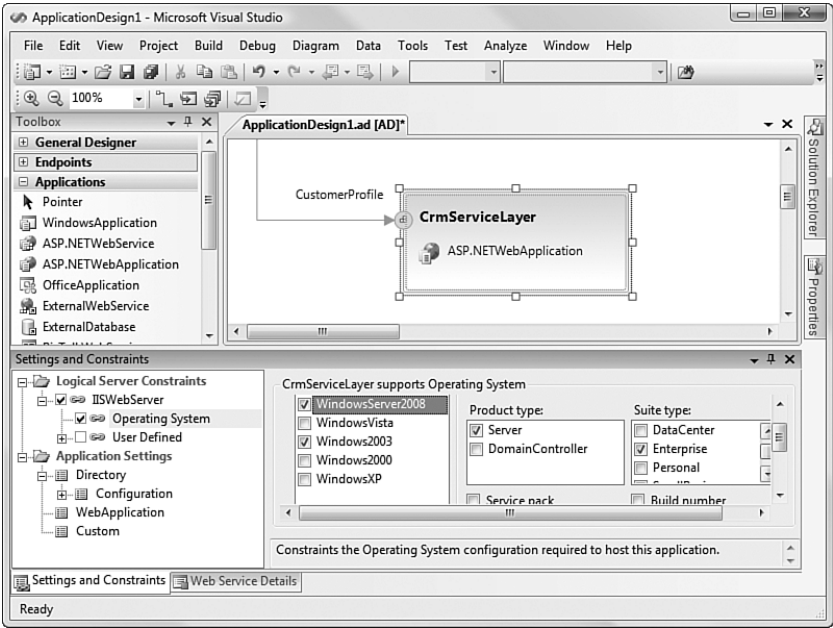 ApplicationDesign1 - Microsoft Visual Studio
File Edit View Project Build Debug Diagram Data Tools Test Analyze Window Help
100%
Toolbox
General Designer
Endpoints
Applications
Pointer
WindowsApplication
ASP.NETWebService
ASP.NETWebApplication
OfficeApplication
ExternalWebService
ExternalDatabase
ApplicationDesign1.ad [AD]*
CustomerProfile
CrmServiceLayer
ASP.NETWebApplication
Solution Explorer
Properties
Settings and Constraints
Logical Server Constraints
IISWebServer
Operating System
User Defined
Application Settings
Directory
Configuration
WebApplication
Custom
CrmServiceLayer supports Operating System
WindowsServer2008
WindowsVista
Windows2003
Windows2000
WindowsXP
Product type:
Server
DomainController
Service pack
Suite type:
DataCenter
Enterprise
Personal
Build number
Constraints the Operating System configuration required to host this application.
Settings and Constraints Web Service Details
Ready